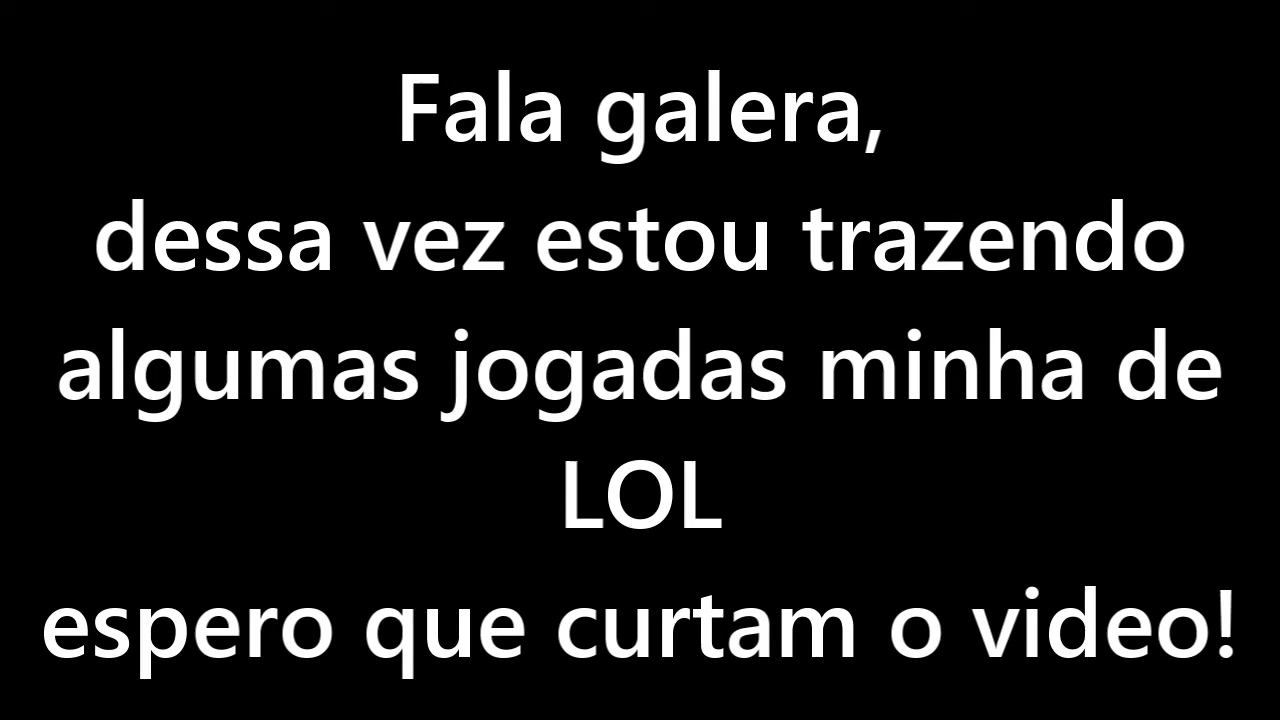 Fala galera,
dessa vez estou trazendo
algumas jogadas minha de
LOL
espero que curtam o video!